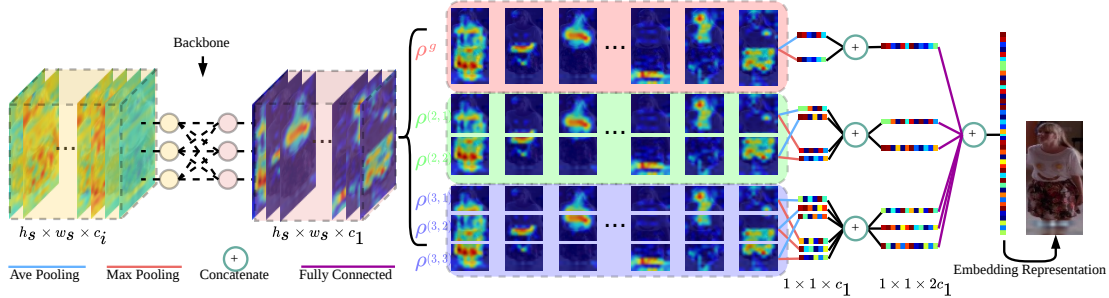 Backbone
...
...
h_s × w_s × c_i
h_s × w_s × c_1
ρ^g
ρ^(2,1)
ρ^(2,2)
ρ^(3,1)
ρ^(3,2)
ρ^(3,3)
...
...
...
+
+
+
+
1 × 1 × c_1
1 × 1 × 2c_1
Embedding Representation
Ave Pooling
Max Pooling
+
Concatenate
Fully Connected